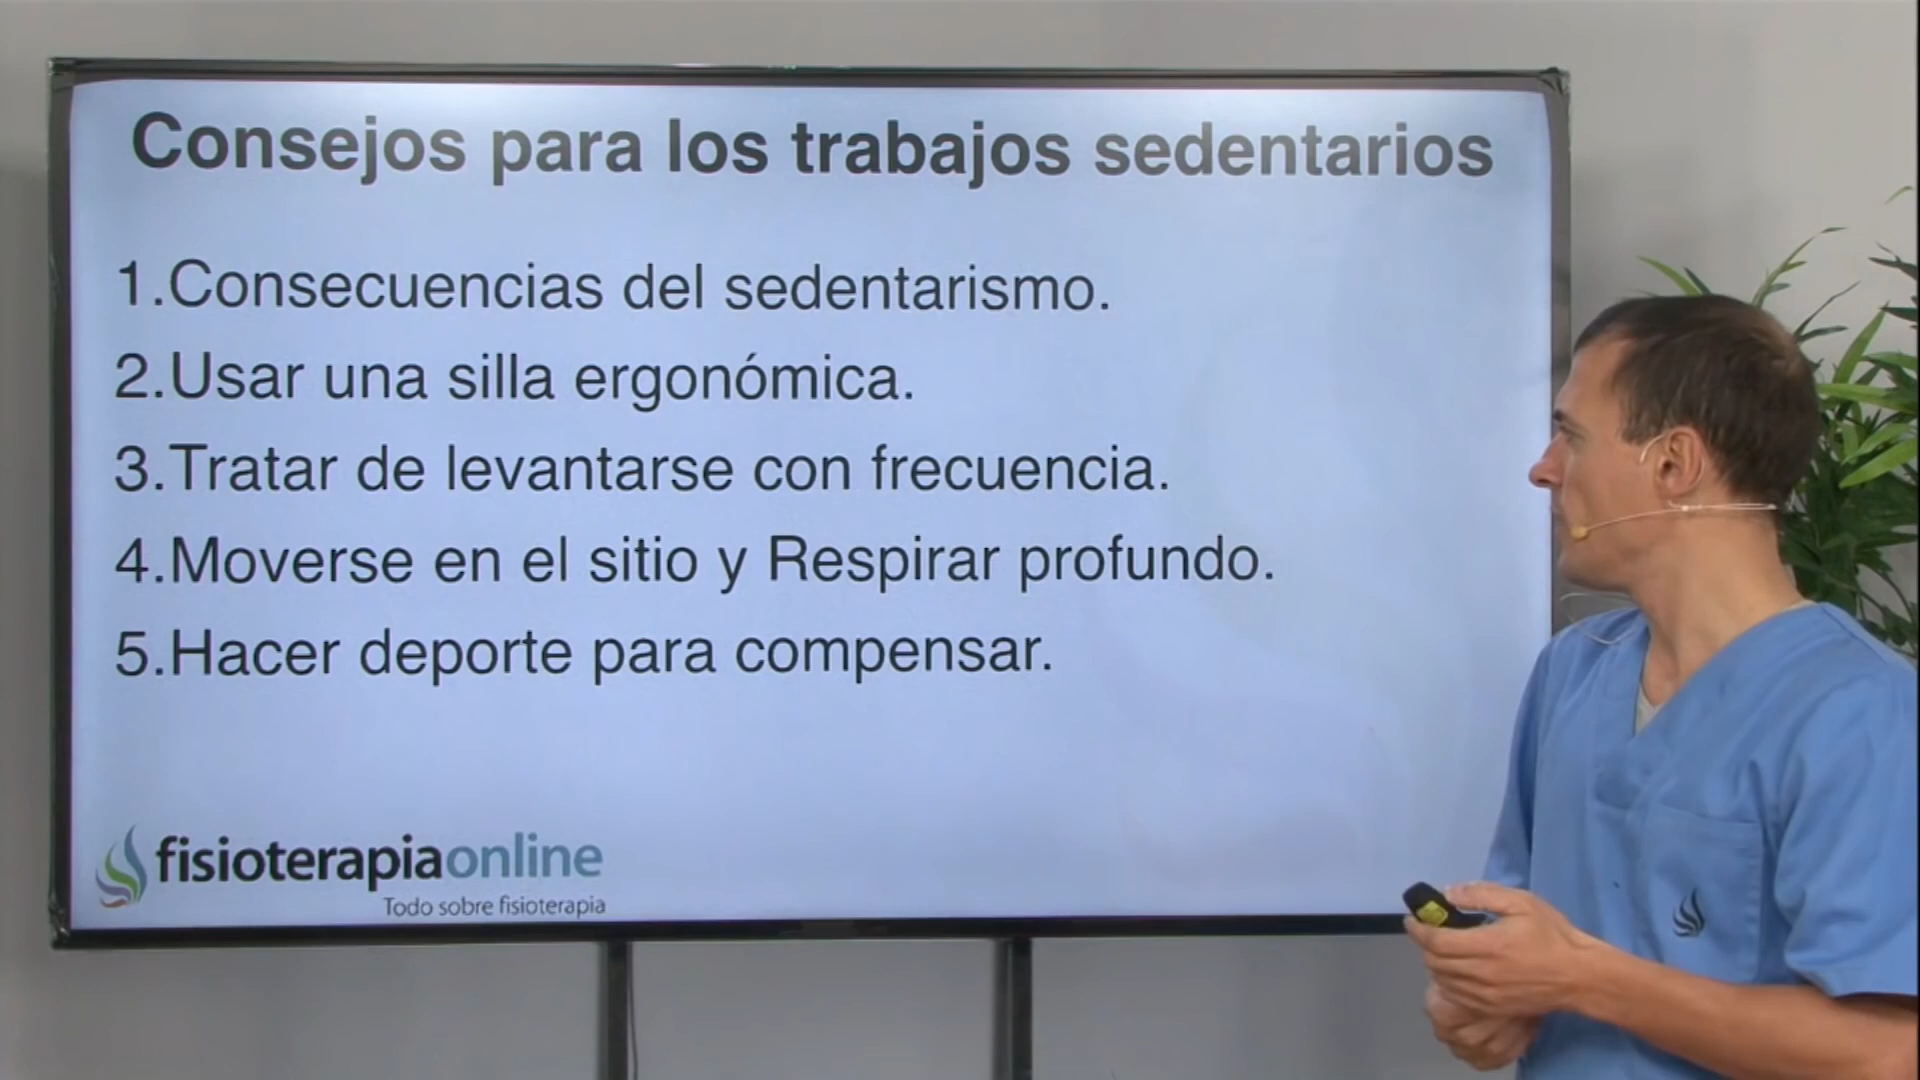 Consejos para los trabajos sedentarios
1.Consecuencias del sedentarismo.
2.Usar una silla ergonómica.
3.Tratar de levantarse con frecuencia.
4.Moverse en el sitio y Respirar profundo.
5.Hacer deporte para compensar.
fisioterapiaonline
Todo sobre fisioterapia